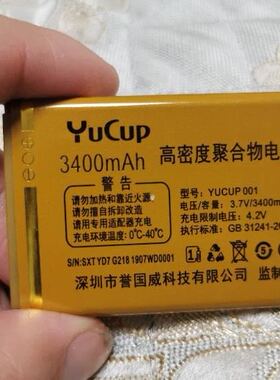 YuCup
3400mAh 高密度聚合物电
警告
请勿加热和靠近火源
请勿擅自拆卸改造
请用专用适配器充电
工作环境温度 0°C-40°C
型号：YUCUP 001
电压/容量：3.7V/3400m
充电限制电压：4.2V
执行标准：GB 31241-20
S/N:SXT YD7 G218 1907WD0001
深圳市誉国威科技有限公司 监制